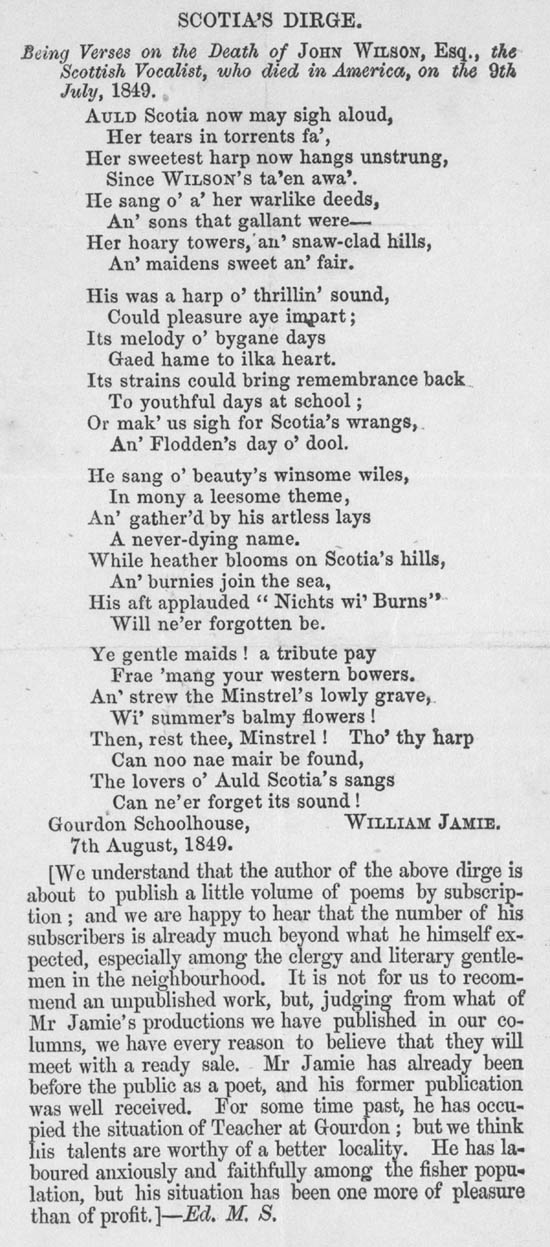 SCOTIA'S DIRGE.
Being Verses on the Death of JOHN WILSON, ESQ., the
Scottish Vocalist, who died in America, on the 9th
July, 1849.
AULD Scotia now may sigh aloud,
Her tears in torrents fa',
Her sweetest harp now hangs unstrung,
Since WILSON'S ta'en awa'.
He sang o' a' her warlike deeds,
An' sons that gallant were—
Her hoary towers, an' snaw-clad hills,
An' maidens sweet an' fair.
His was a harp o' thrillin' sound,
Could pleasure aye impart;
Its melody o' bygane days
Gaed hame to ilka heart.
Its strains could bring remembrance back
To youthful days at school;
Or mak' us sigh for Scotia's wrangs,
An' Flodden's day o' dool.
He sang o' beauty's winsome wiles,
In mony a leesome theme,
An' gather'd by his artless lays
A never-dying name.
While heather blooms on Scotia's hills,
An' burnies join the sea,
His aft applauded "Nichts wi' Burns"
Will ne'er forgotten be.
Ye gentle maids! a tribute pay
Frae 'mang your western bowers.
An' strew the Minstrel's lowly grave,
Wi' summer's balmy flowers!
Then, rest thee, Minstrel! Tho' thy harp
Can noo nae mair be found,
The lovers o' Auld Scotia's sangs
Can ne'er forget its sound!
Gourdon Schoolhouse, WILLIAM JAMIE.
7th August, 1849.
[We understand that the author of the above dirge is
about to publish a little volume of poems by subscrip-
tion; and we are happy to hear that the number of his
subscribers is already much beyond what he himself ex-
pected, especially among the clergy and literary gentle-
men in the neighbourhood. It is not for us to recom-
mend an unpublished work, but, judging from what of
Mr Jamie's productions we have published in our co-
lumns, we have every reason to believe that they will
meet with a ready sale. Mr Jamie has already been
before the public as a poet, and his former publication
was well received. For some time past, he has occu-
pied the situation of Teacher at Gourdon; but we think
his talents are worthy of a better locality. He has la-
boured anxiously and faithfully among the fisher popu-
lation, but his situation has been one more of pleasure
than of profit.]—Ed. M. S.